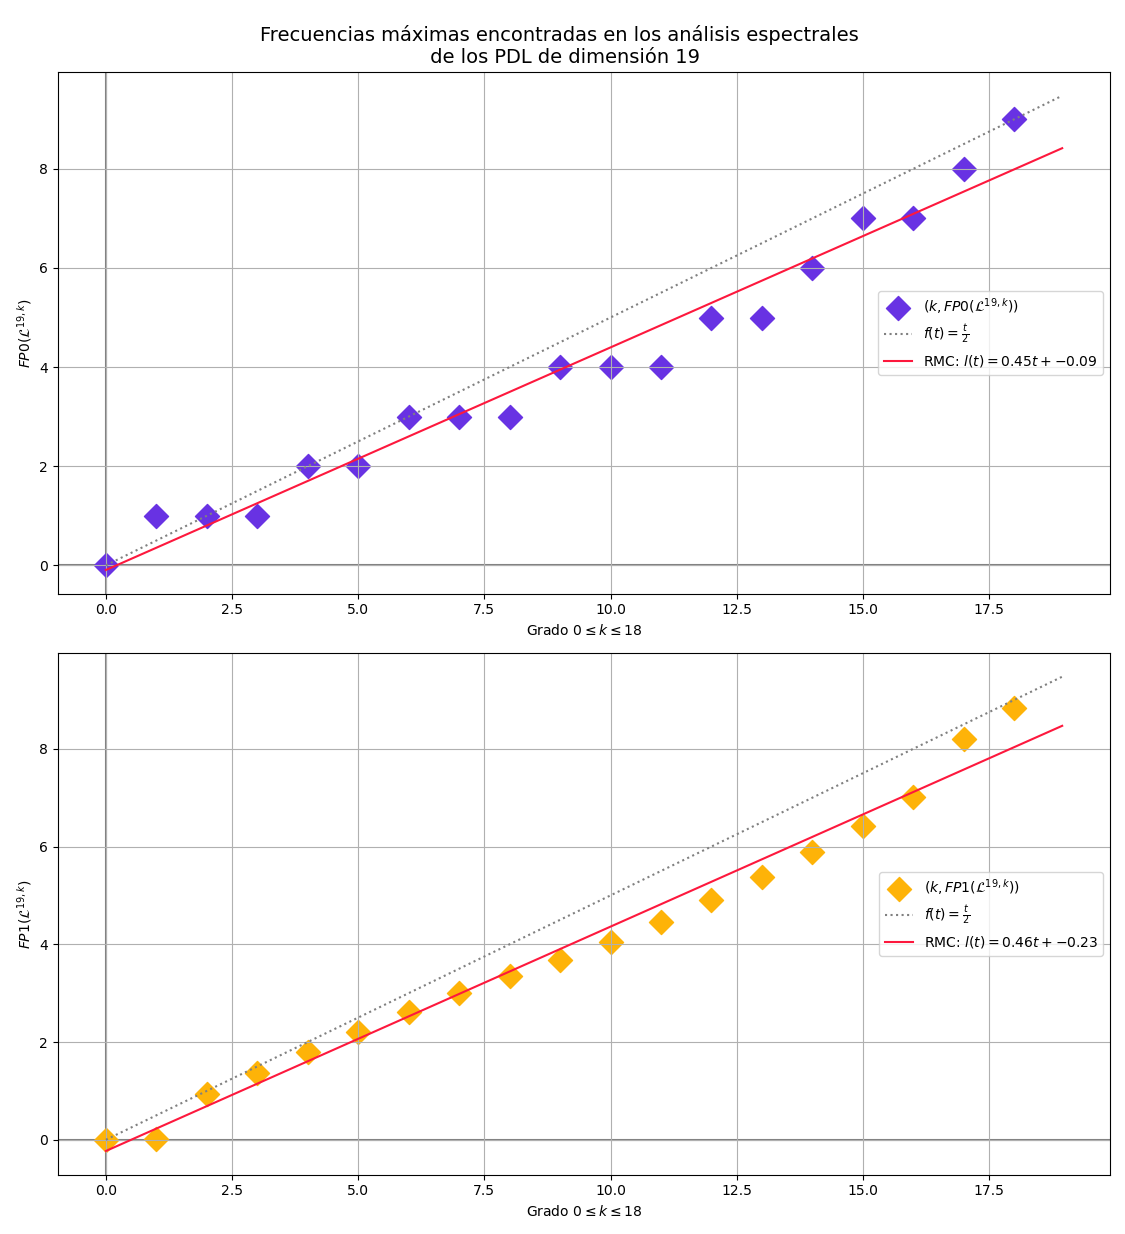 Frecuencias máximas encontradas en los análisis espectrales
de los PDL de dimensión 19
8
6
4
2
0
FP0(ℒ^{19,k})
(k, FP0(ℒ^{19,k}))
f(t) = t/2
RMC: l(t) = 0.45t + −0.09
0.0 2.5 5.0 7.5 10.0 12.5 15.0 17.5
Grado 0 ≤ k ≤ 18
8
6
4
2
0
FP1(ℒ^{19,k})
(k, FP1(ℒ^{19,k}))
f(t) = t/2
RMC: l(t) = 0.46t + −0.23
0.0 2.5 5.0 7.5 10.0 12.5 15.0 17.5
Grado 0 ≤ k ≤ 18